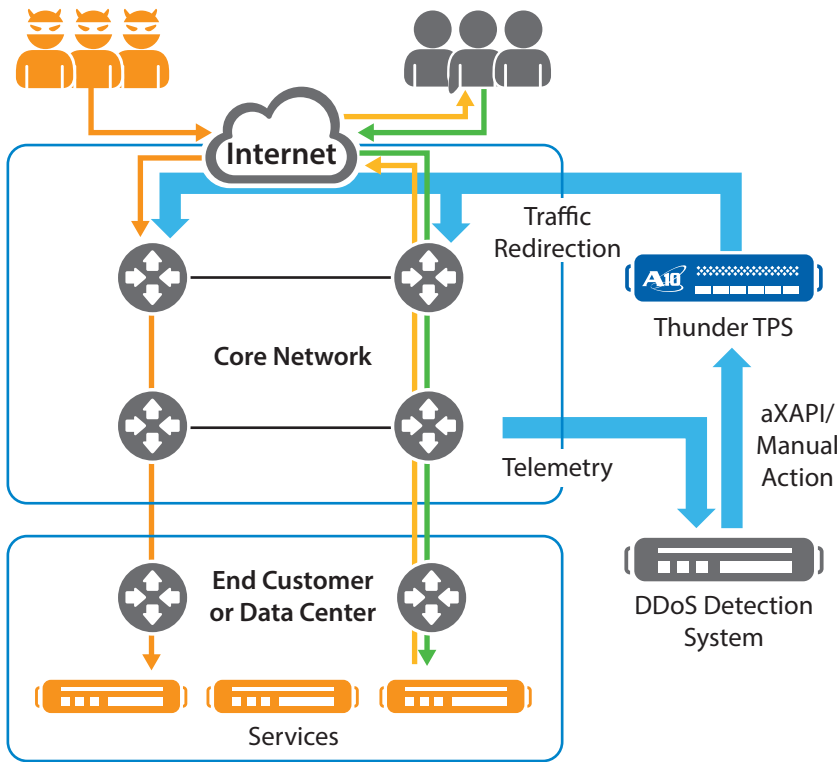 Internet
Traffic
Redirection
A10
Thunder TPS
Core Network
aXAPI/
Manual
Action
Telemetry
End Customer
or Data Center
DDoS Detection
System
Services